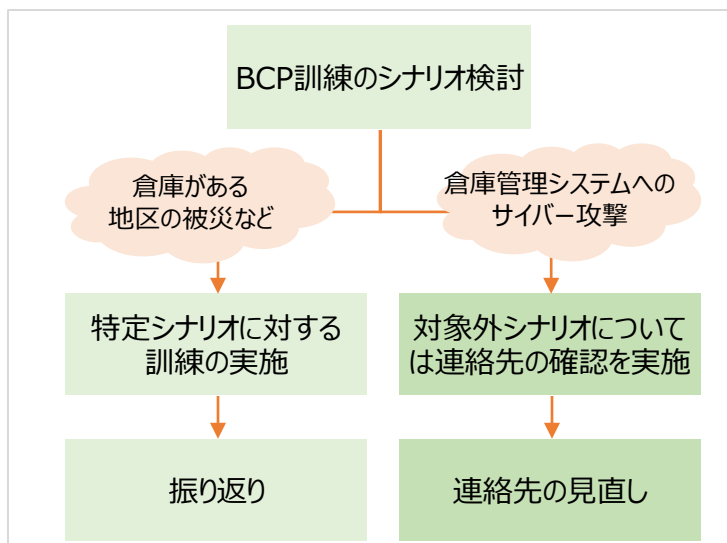 BCP訓練のシナリオ検討
倉庫がある
地区の被災など
倉庫管理システムへの
サイバー攻撃
特定シナリオに対する
訓練の実施
対象外シナリオについて
は連絡先の確認を実施
振り返り
連絡先の見直し